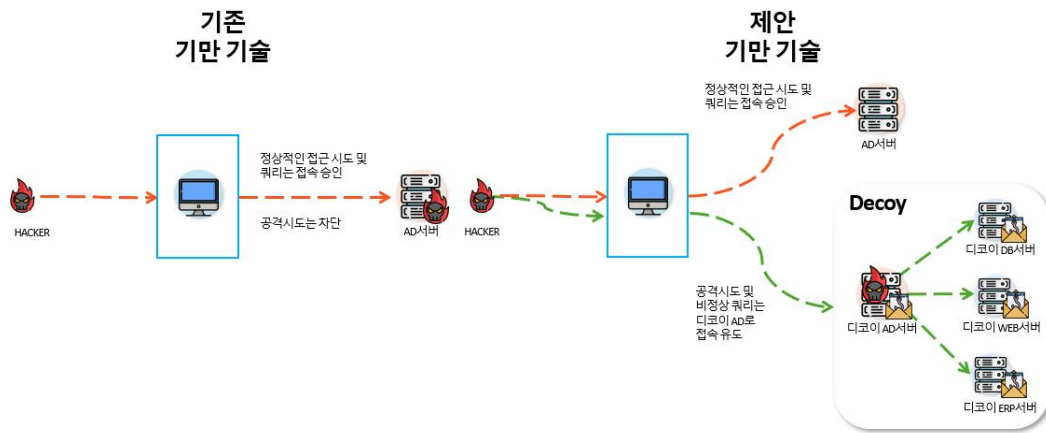 기존
기만 기술
정상적인 접근 시도 및
쿼리는 접속 승인
공격시도는 차단
HACKER
AD서버
제안
기만 기술
정상적인 접근 시도 및
쿼리는 접속 승인
AD서버
HACKER
공격시도 및
비정상 쿼리는
디코이 AD로
접속 유도
Decoy
디코이 DB서버
디코이 AD서버
디코이 WEB서버
디코이 ERP서버